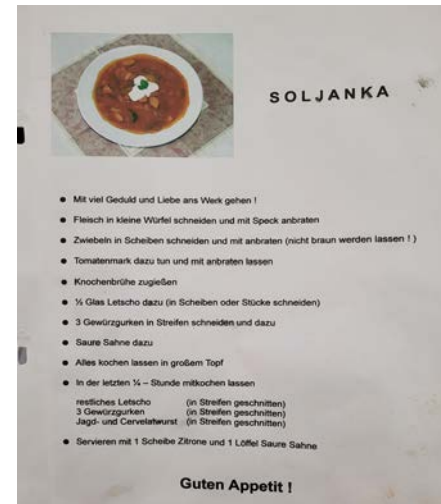 SOLJANKA
● Mit viel Geduld und Liebe ans Werk gehen !
● Fleisch in kleine Würfel schneiden und mit Speck anbraten
● Zwiebeln in Scheiben schneiden und mit anbraten (nicht braun werden lassen ! )
● Tomatenmark dazu tun und mit anbraten lassen
● Knochenbrühe zugießen
● ½ Glas Letscho dazu (in Scheiben oder Stücke schneiden)
● 3 Gewürzgurken in Streifen schneiden und dazu
● Saure Sahne dazu
● Alles kochen lassen in großem Topf
● In der letzten ¼ – Stunde mitkochen lassen
restliches Letscho (in Streifen geschnitten)
3 Gewürzgurken (in Streifen geschnitten)
Jagd- und Cervelatwurst (in Streifen geschnitten)
● Servieren mit 1 Scheibe Zitrone und 1 Löffel Saure Sahne
Guten Appetit !